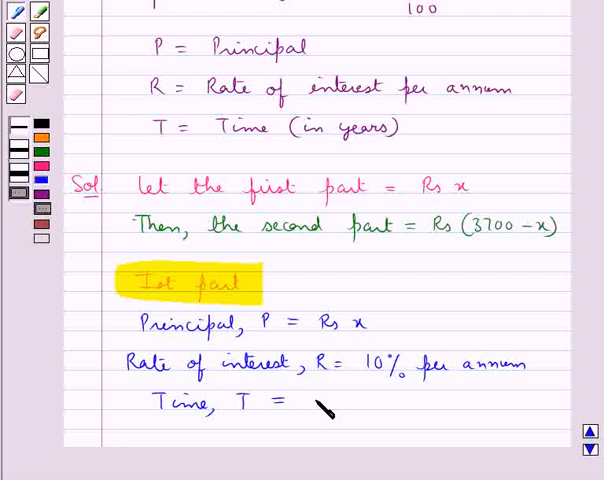 100
P = Principal
R = Rate of interest per annum
T = Time (in years)
Sol Let the first part = Rs x
Then, the second part = Rs (3700 - x)
Ist part
Principal, P = Rs x
Rate of interest, R = 10% per annum
Time, T =